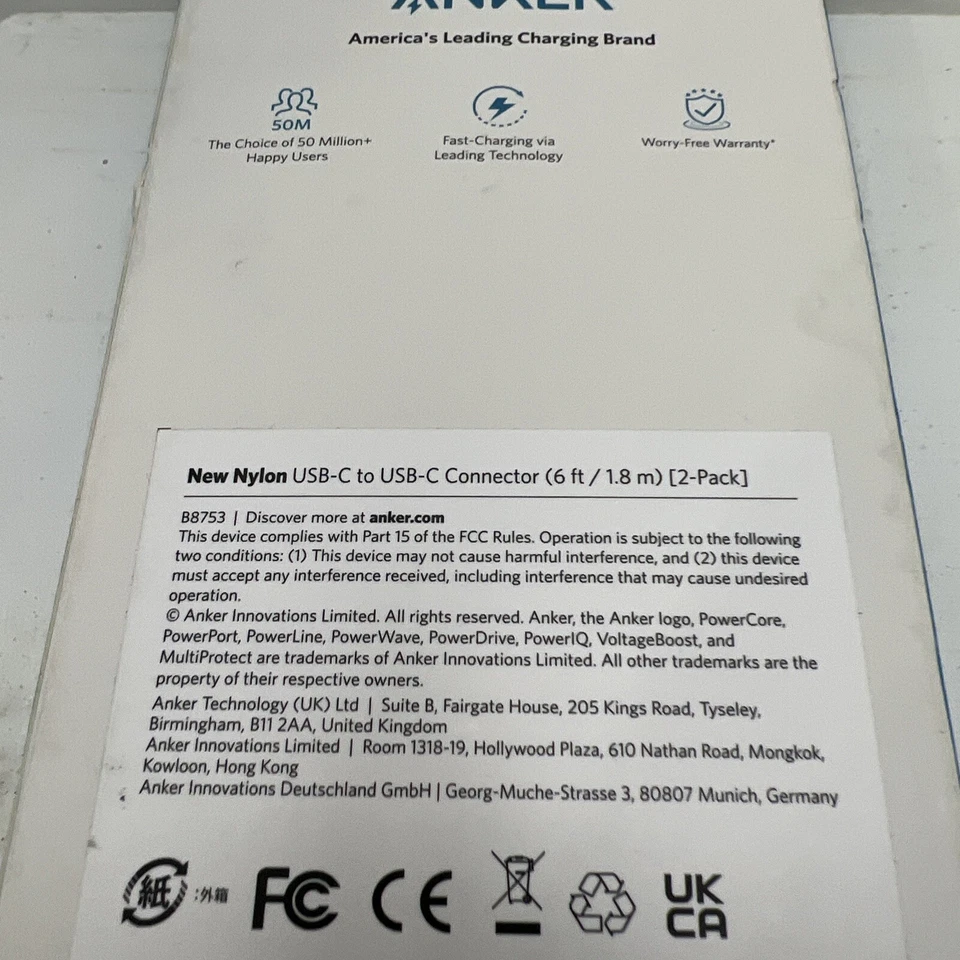 ANKER
America's Leading Charging Brand
50M
The Choice of 50 Million+
Happy Users
Fast-Charging via
Leading Technology
Worry-Free Warranty*
New Nylon USB-C to USB-C Connector (6 ft / 1.8 m) [2-Pack]
B8753 | Discover more at anker.com
This device complies with Part 15 of the FCC Rules. Operation is subject to the following
two conditions: (1) This device may not cause harmful interference, and (2) this device
must accept any interference received, including interference that may cause undesired
operation.
© Anker Innovations Limited. All rights reserved. Anker, the Anker logo, PowerCore,
PowerPort, PowerLine, PowerWave, PowerDrive, PowerIQ, VoltageBoost, and
MultiProtect are trademarks of Anker Innovations Limited. All other trademarks are the
property of their respective owners.
Anker Technology (UK) Ltd | Suite B, Fairgate House, 205 Kings Road, Tyseley,
Birmingham, B11 2AA, United Kingdom
Anker Innovations Limited | Room 1318-19, Hollywood Plaza, 610 Nathan Road, Mongkok,
Kowloon, Hong Kong
Anker Innovations Deutschland GmbH | Georg-Muche-Strasse 3, 80807 Munich, Germany
紙 :外箱 FC CE UK
CA